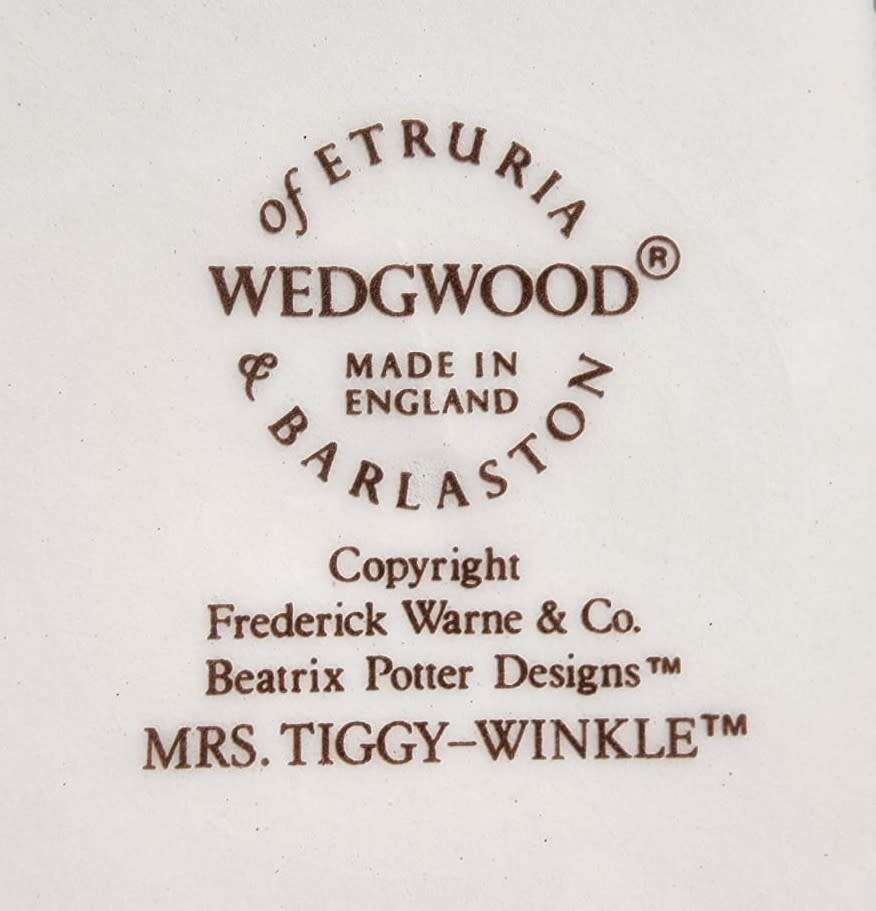 of ETRURIA
WEDGWOOD®
MADE IN
ENGLAND
& BARLASTON
Copyright
Frederick Warne & Co.
Beatrix Potter Designs™
MRS. TIGGY–WINKLE™